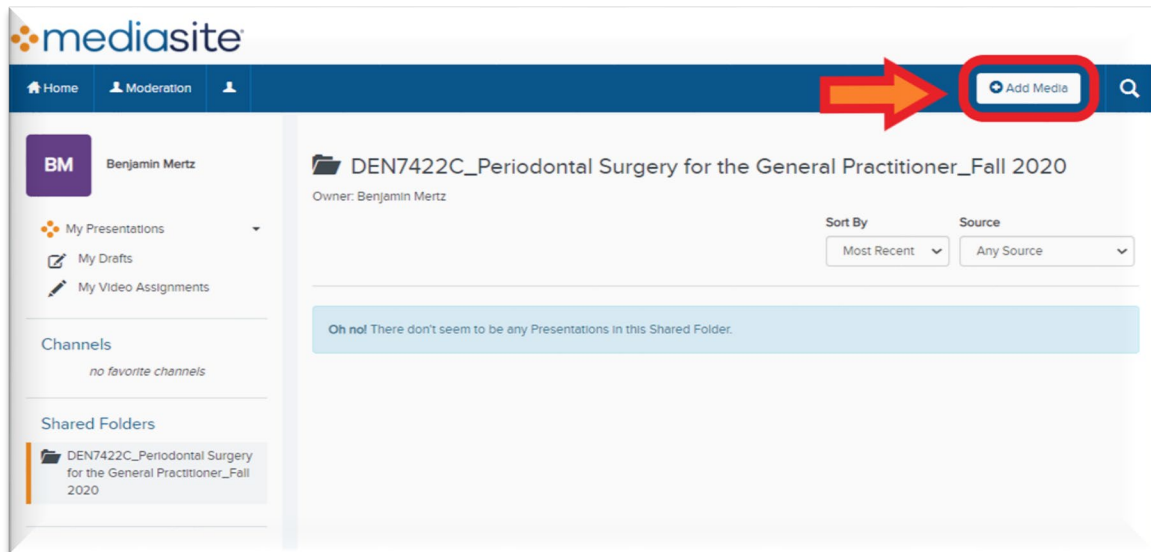 mediasite
Home Moderation Add Media
BM Benjamin Mertz
My Presentations
My Drafts
My Video Assignments
Channels
no favorite channels
Shared Folders
DEN7422C_Periodontal Surgery
for the General Practitioner_Fall
2020
DEN7422C_Periodontal Surgery for the General Practitioner_Fall 2020
Owner: Benjamin Mertz
Sort By Source
Most Recent Any Source
Oh no! There don't seem to be any Presentations in this Shared Folder.